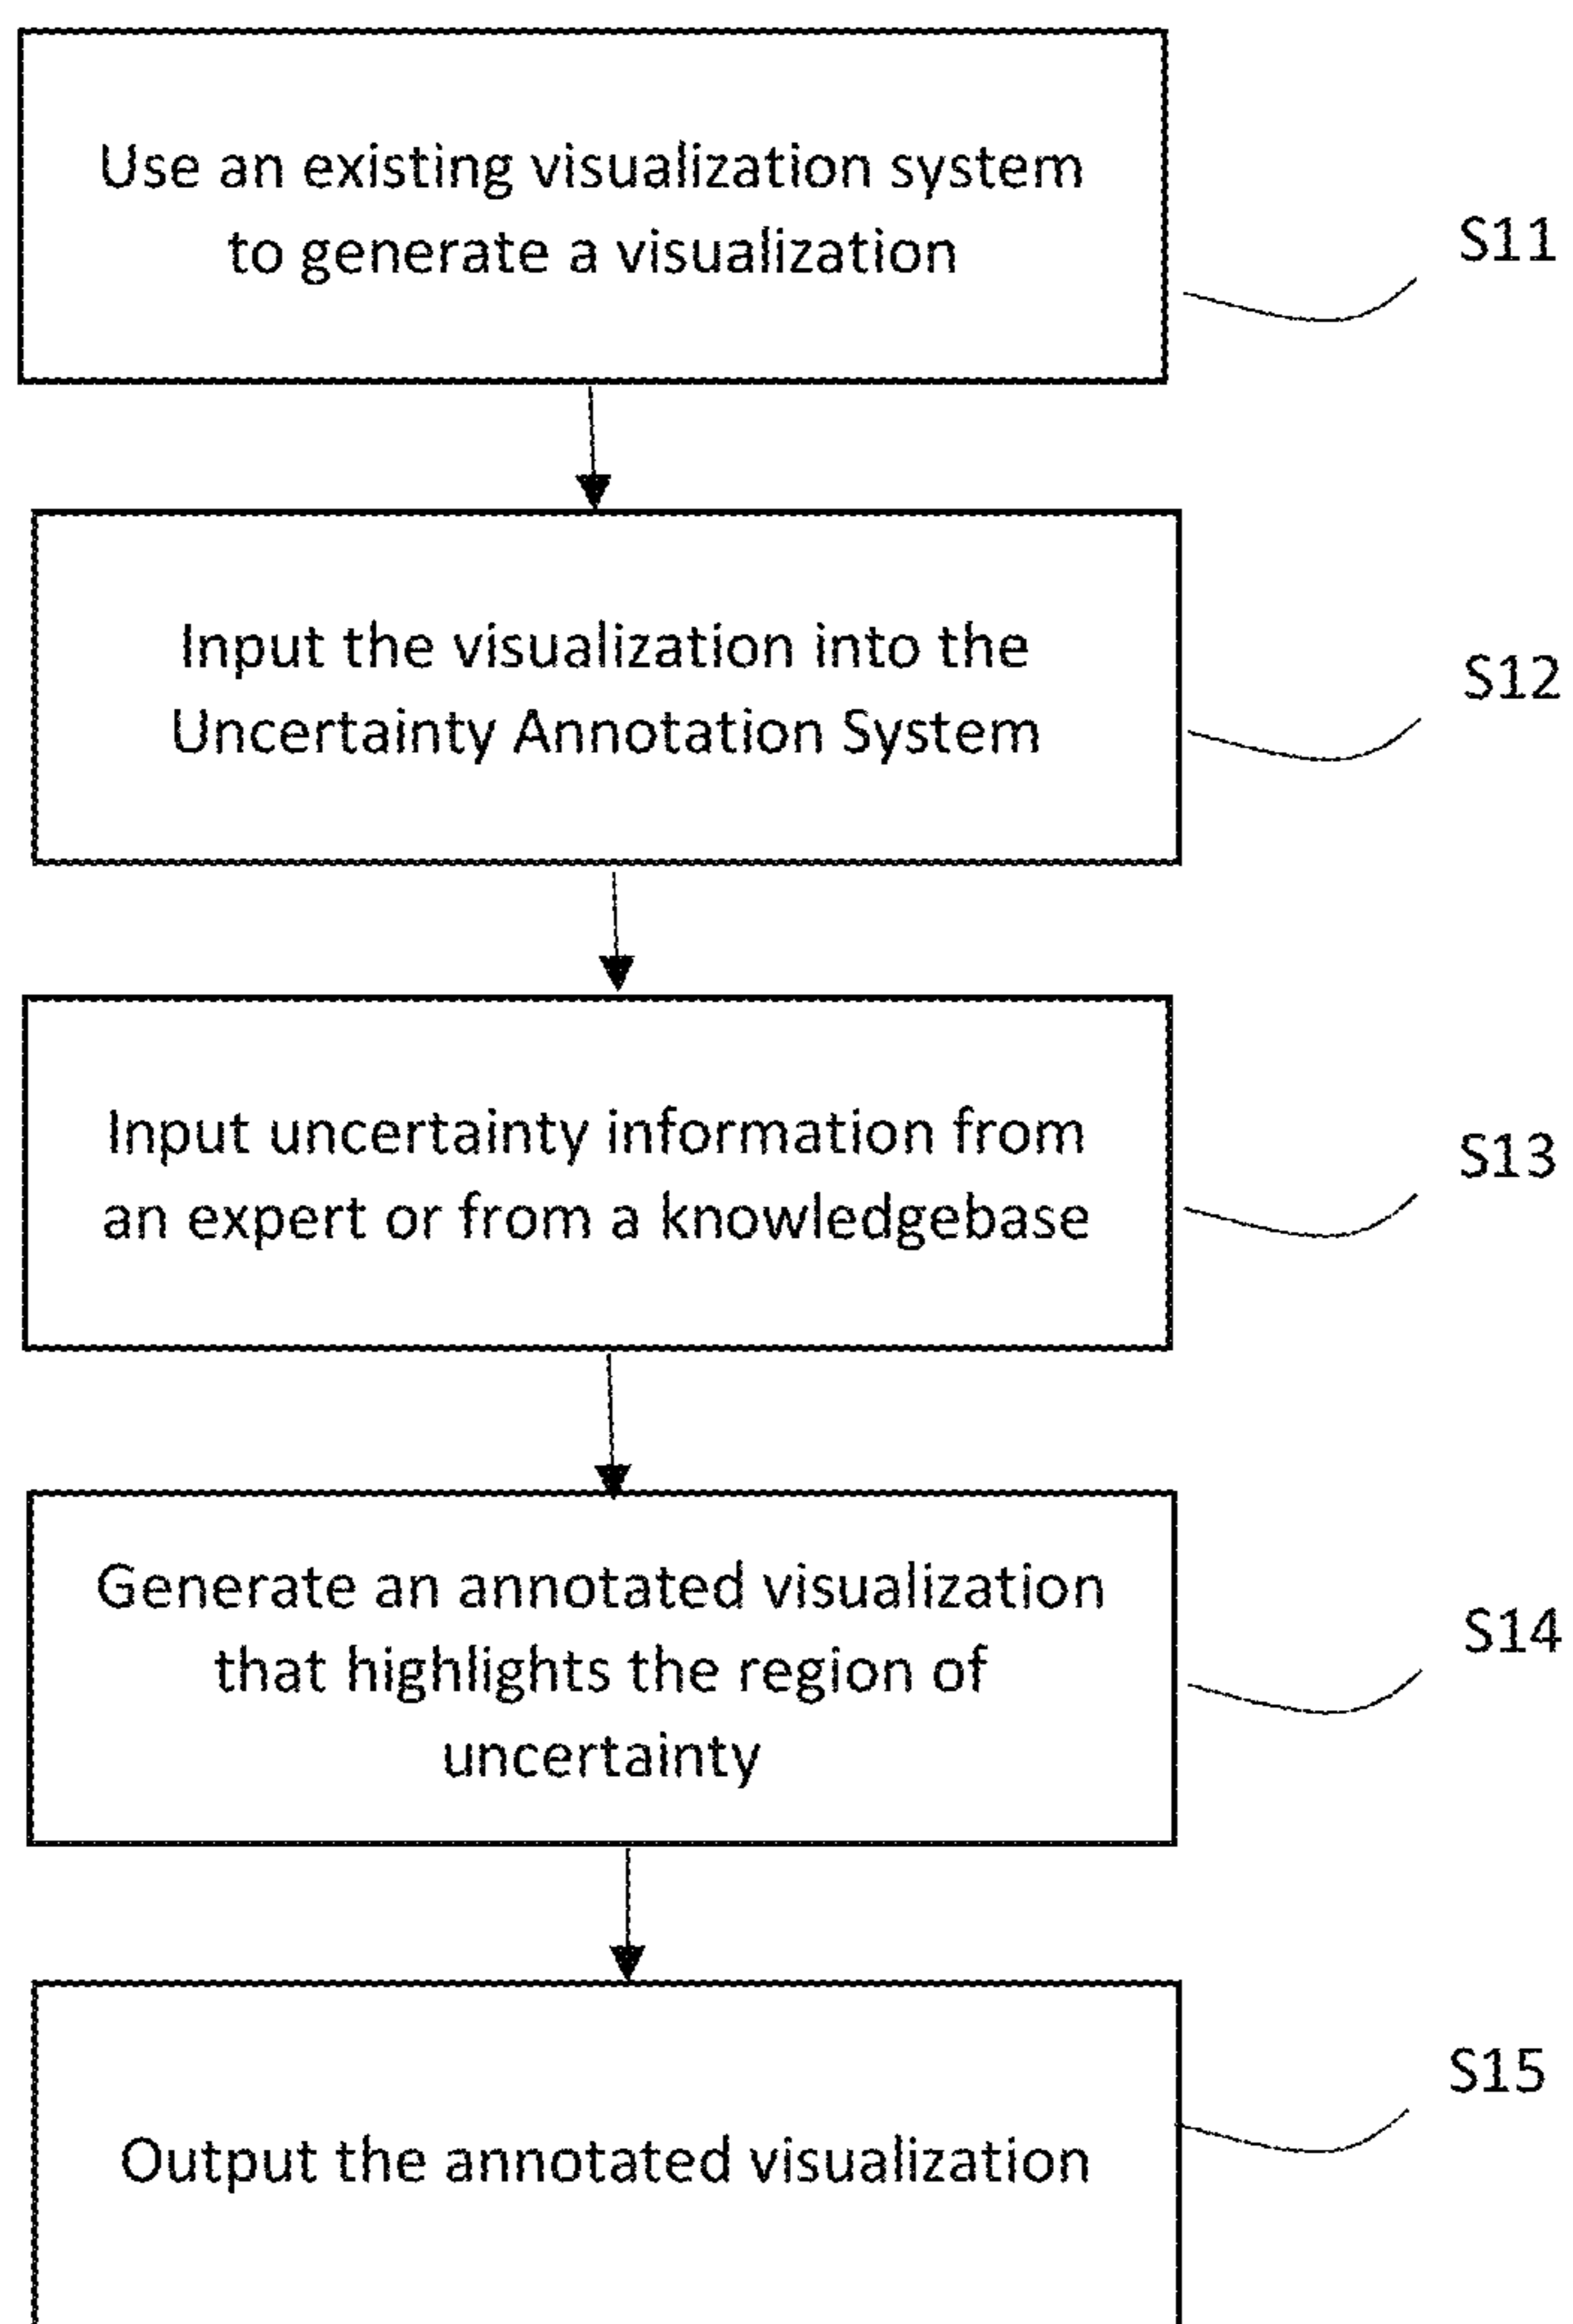 Use an existing visualization system
to generate a visualization
S11
Input the visualization into the
Uncertainty Annotation System
S12
Input uncertainty information from
an expert or from a knowledgebase
S13
Generate an annotated visualization
that highlights the region of
uncertainty
S14
Output the annotated visualization
S15